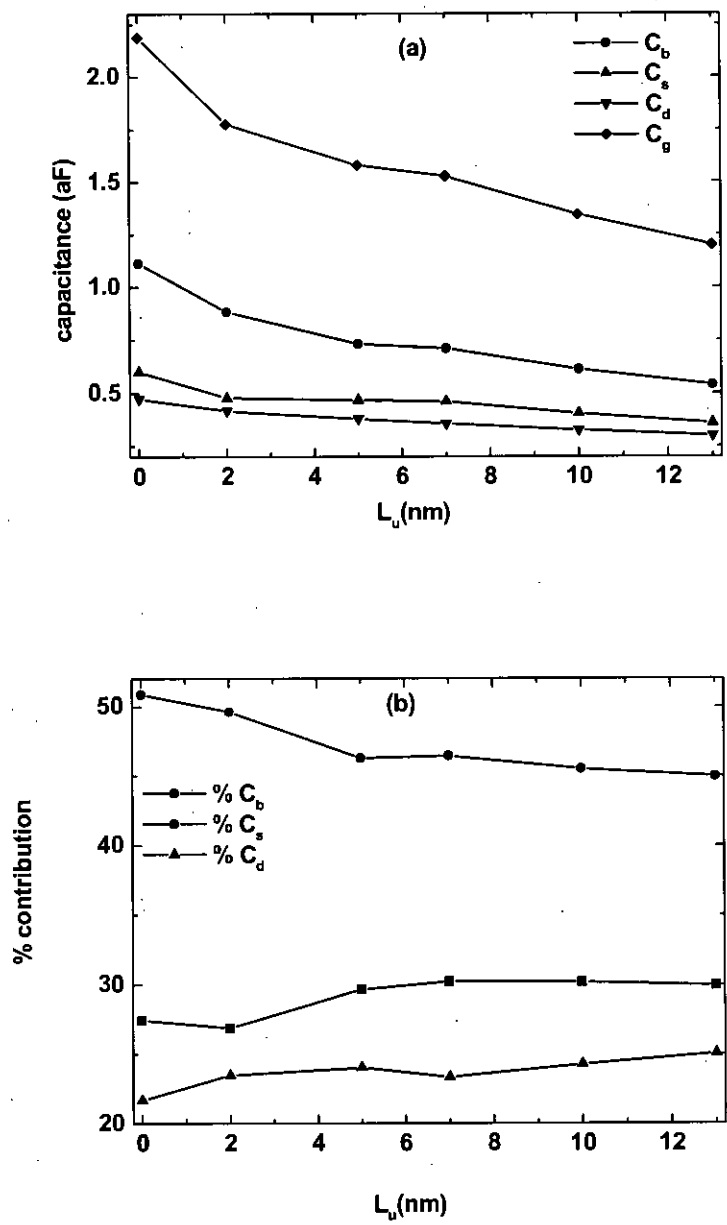 (a)
C_b
C_s
C_d
C_g
2.0
1.5
1.0
0.5
capacitance (aF)
0 2 4 6 8 10 12
L_u(nm)
(b)
50
40
30
20
% C_b
% C_s
% C_d
% contribution
0 2 4 6 8 10 12
L_u(nm)